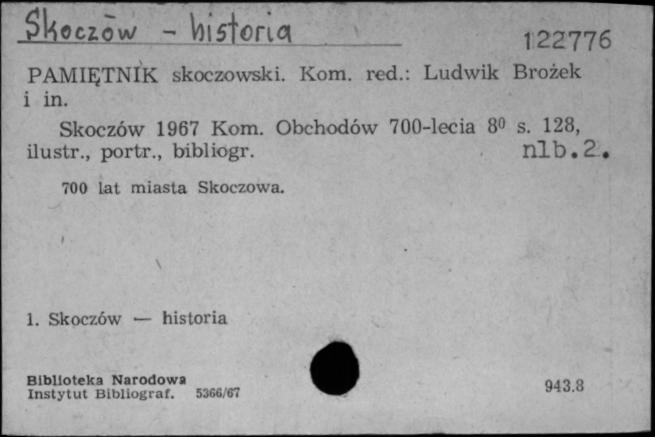 Skoczów - historia
122776
PAMIĘTNIK skoczowski. Kom. red.: Ludwik Brożek
i in.
Skoczów 1967 Kom. Obchodów 700-lecia 8⁰ s. 128,
ilustr., portr., bibliogr. nlb.2.
700 lat miasta Skoczowa.
1. Skoczów — historia
Biblioteka Narodowa
Instytut Bibliograf. 5366/67
943.8